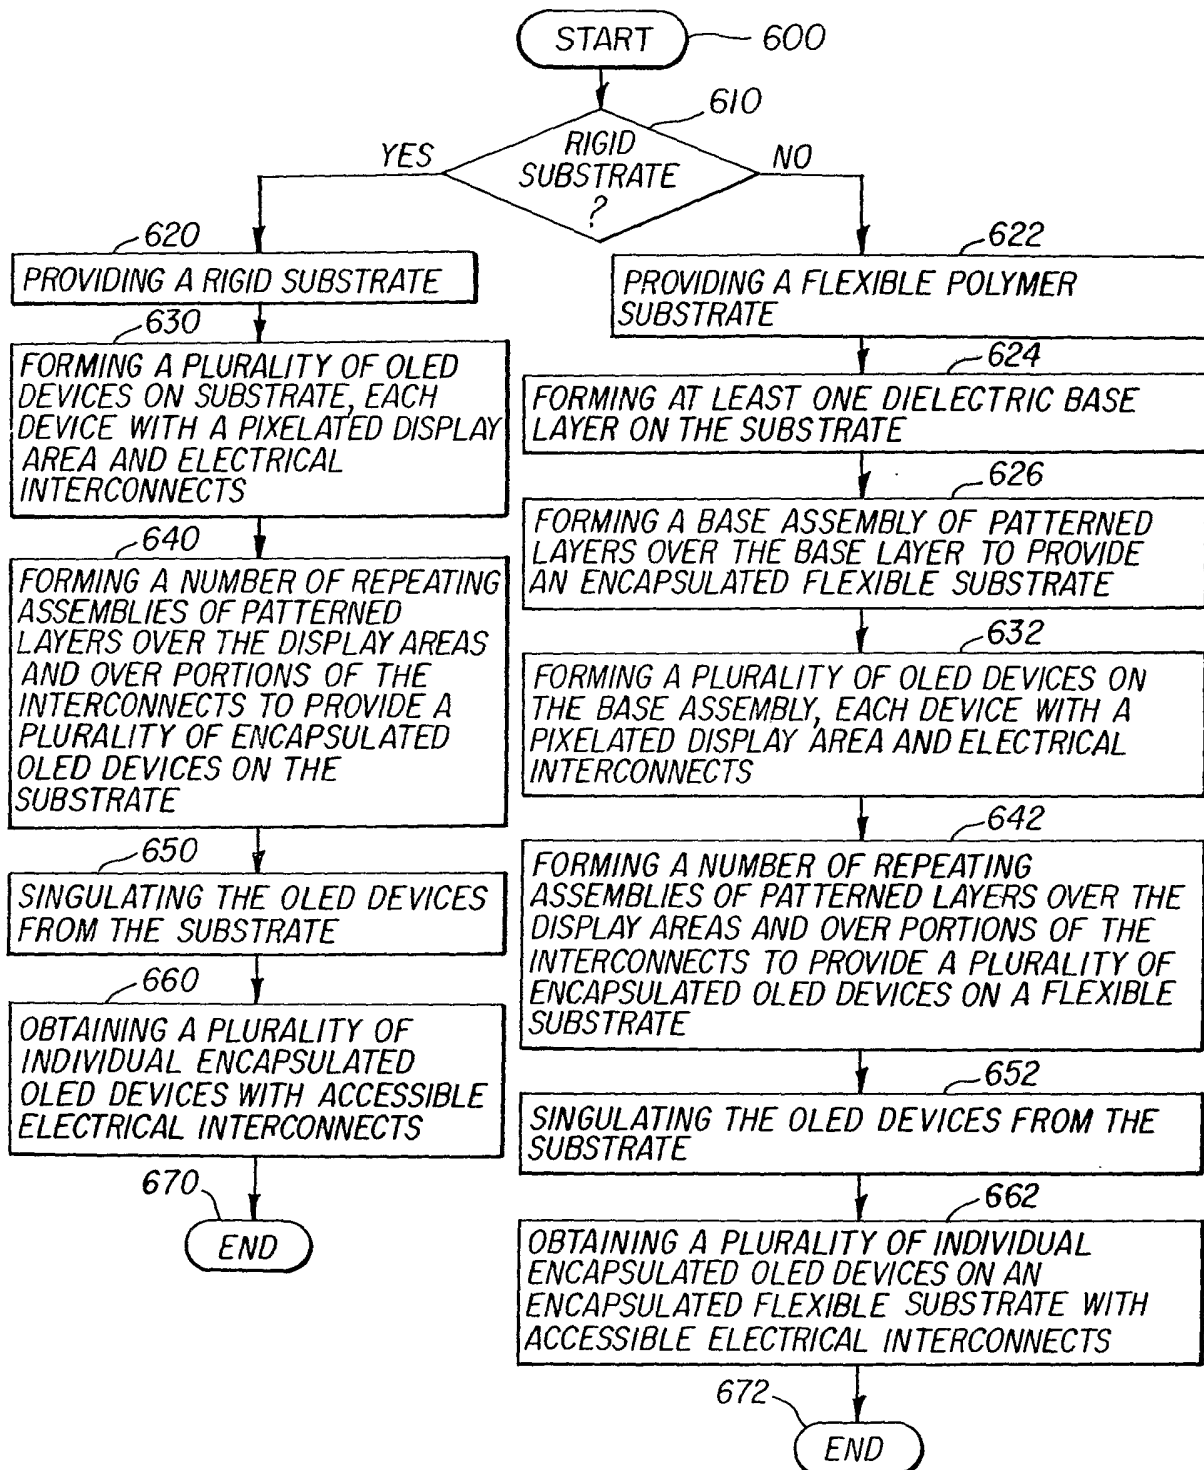 START
600
610
RIGID
SUBSTRATE
?
YES
NO
620
PROVIDING A RIGID SUBSTRATE
630
FORMING A PLURALITY OF OLED
DEVICES ON SUBSTRATE, EACH
DEVICE WITH A PIXELATED DISPLAY
AREA AND ELECTRICAL
INTERCONNECTS
640
FORMING A NUMBER OF REPEATING
ASSEMBLIES OF PATTERNED
LAYERS OVER THE DISPLAY AREAS
AND OVER PORTIONS OF THE
INTERCONNECTS TO PROVIDE A
PLURALITY OF ENCAPSULATED
OLED DEVICES ON THE
SUBSTRATE
650
SINGULATING THE OLED DEVICES
FROM THE SUBSTRATE
660
OBTAINING A PLURALITY OF
INDIVIDUAL ENCAPSULATED
OLED DEVICES WITH ACCESSIBLE
ELECTRICAL INTERCONNECTS
670
END
622
PROVIDING A FLEXIBLE POLYMER
SUBSTRATE
624
FORMING AT LEAST ONE DIELECTRIC BASE
LAYER ON THE SUBSTRATE
626
FORMING A BASE ASSEMBLY OF PATTERNED
LAYERS OVER THE BASE LAYER TO PROVIDE
AN ENCAPSULATED FLEXIBLE SUBSTRATE
632
FORMING A PLURALITY OF OLED DEVICES ON
THE BASE ASSEMBLY, EACH DEVICE WITH A
PIXELATED DISPLAY AREA AND ELECTRICAL
INTERCONNECTS
642
FORMING A NUMBER OF REPEATING
ASSEMBLIES OF PATTERNED LAYERS OVER THE
DISPLAY AREAS AND OVER PORTIONS OF THE
INTERCONNECTS TO PROVIDE A PLURALITY OF
ENCAPSULATED OLED DEVICES ON A FLEXIBLE
SUBSTRATE
652
SINGULATING THE OLED DEVICES FROM THE
SUBSTRATE
662
OBTAINING A PLURALITY OF INDIVIDUAL
ENCAPSULATED OLED DEVICES ON AN
ENCAPSULATED FLEXIBLE SUBSTRATE WITH
ACCESSIBLE ELECTRICAL INTERCONNECTS
672
END